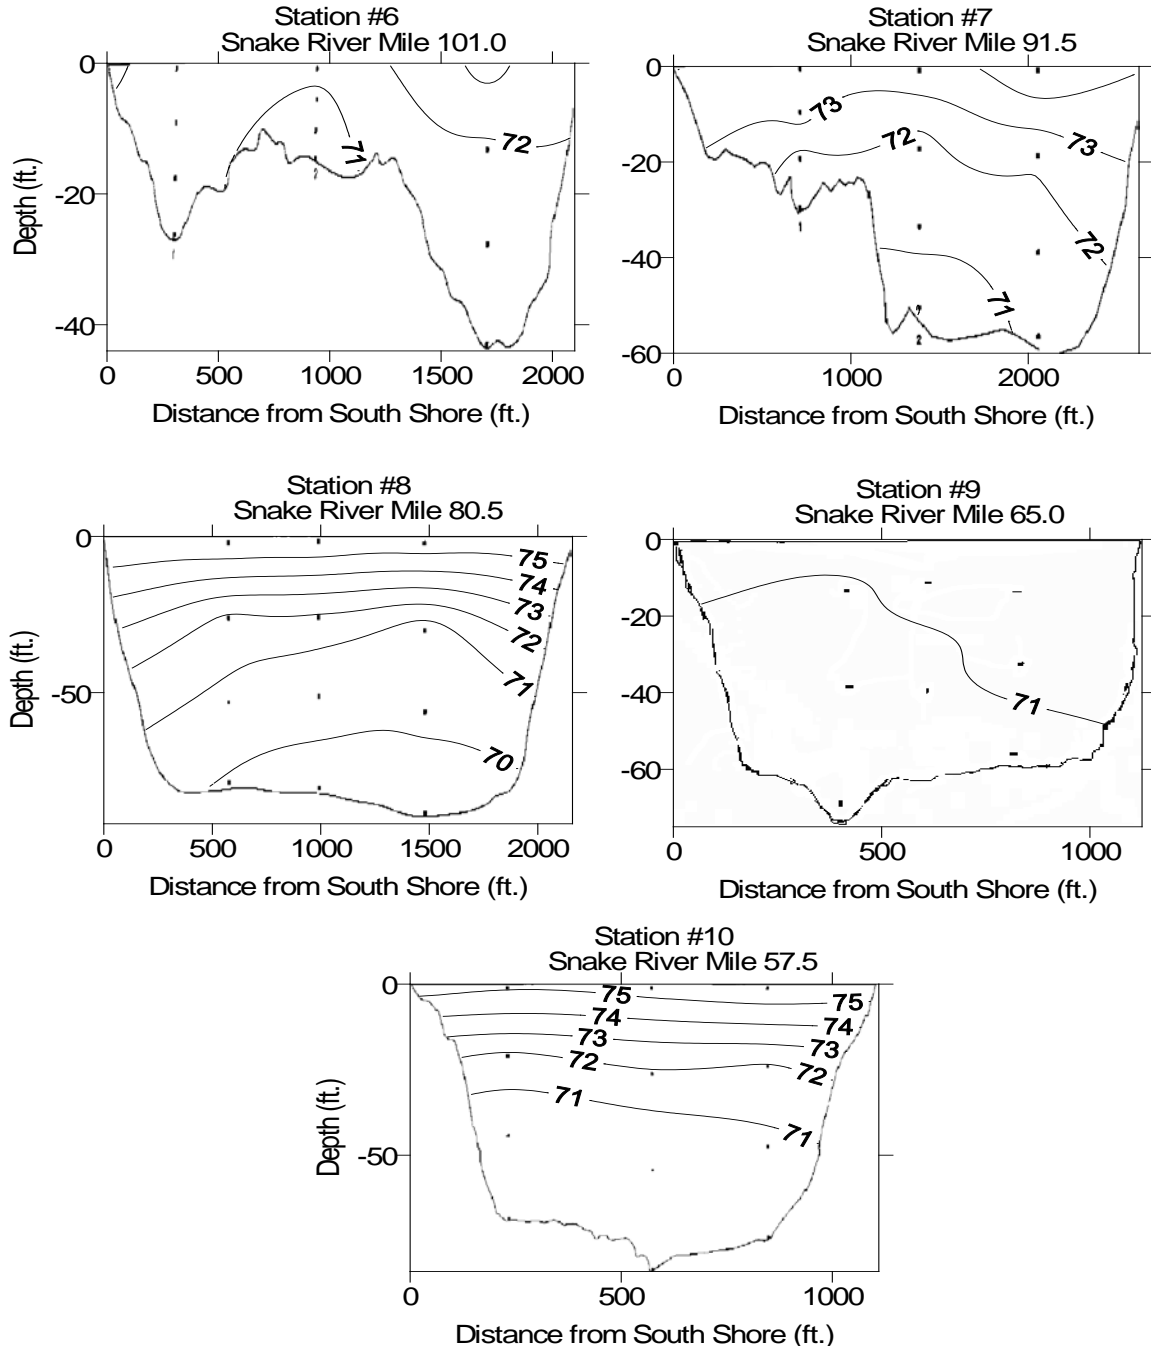 Station #6
Snake River Mile 101.0
0
-20
-40
Depth (ft.)
71
72
0 500 1000 1500 2000
Distance from South Shore (ft.)
Station #7
Snake River Mile 91.5
0
-20
-40
-60
73
72
73
72
71
0 1000 2000
Distance from South Shore (ft.)
Station #8
Snake River Mile 80.5
0
-50
Depth (ft.)
75
74
73
72
71
70
0 500 1000 1500 2000
Distance from South Shore (ft.)
Station #9
Snake River Mile 65.0
0
-20
-40
-60
71
0 500 1000
Distance from South Shore (ft.)
Station #10
Snake River Mile 57.5
0
-50
Depth (ft.)
75 75
74 74
73 73
72 72
71 71
0 500 1000
Distance from South Shore (ft.)